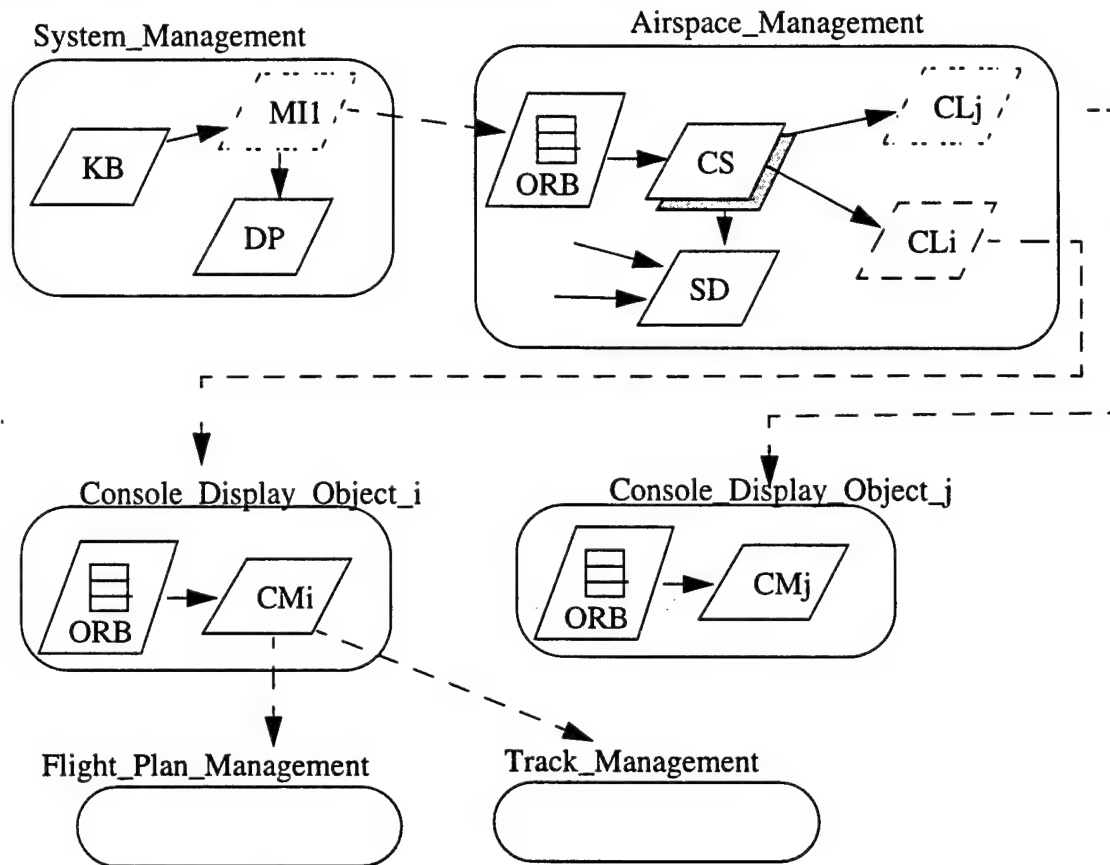 System_Management
Airspace_Management
MI1
CLj
KB
ORB
CS
DP
CLi
SD
Console_Display_Object_i
Console_Display_Object_j
ORB
CMi
ORB
CMj
Flight_Plan_Management
Track_Management